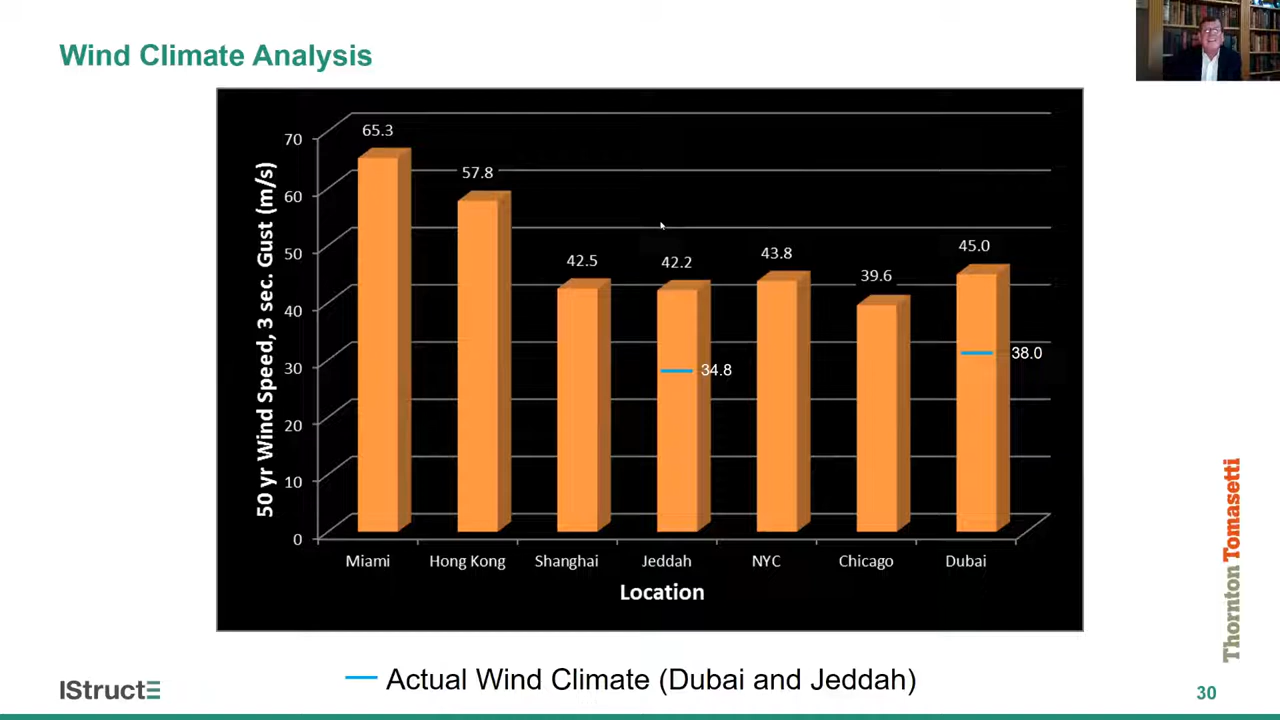 Wind Climate Analysis
50 yr Wind Speed, 3 sec. Gust (m/s)
70
60
50
40
30
20
10
0
65.3
57.8
42.5
42.2
43.8
39.6
45.0
34.8
38.0
Miami
Hong Kong
Shanghai
Jeddah
NYC
Chicago
Dubai
Location
Actual Wind Climate (Dubai and Jeddah)
Thornton Tomasetti
IStructE
30